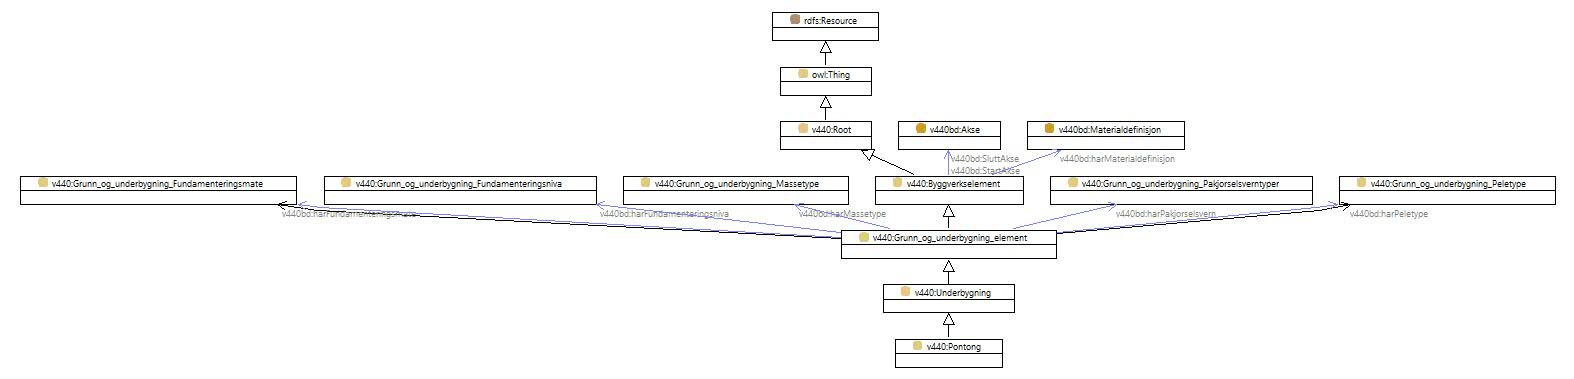 rdfs:Resource
owl:Thing
v440:Root
v440bd:Akse
v440bd:Materialdefinisjon
v440bd:SluttAkse
v440bd:StartAkse
v440bd:harMaterialdefinisjon
v440:Grunn_og_underbygning_Fundamenteringsmate
v440:Grunn_og_underbygning_Fundamenteringsniva
v440:Grunn_og_underbygning_Massetype
v440:Byggverkselement
v440:Grunn_og_underbygning_Pakjorselsverntyper
v440:Grunn_og_underbygning_Peletype
v440bd:harFundamenteringsmate
v440bd:harFundamenteringsniva
v440bd:harMassetype
v440bd:harPakjorselsvern
v440bd:harPeletype
v440:Grunn_og_underbygning_element
v440:Underbygning
v440:Pontong